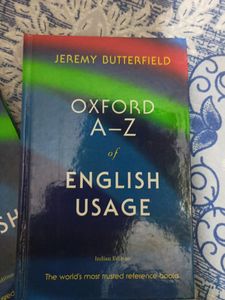 JEREMY BUTTERFIELD
OXFORD
A–Z
of
ENGLISH
USAGE
Indian Edition
The world's most trusted reference books